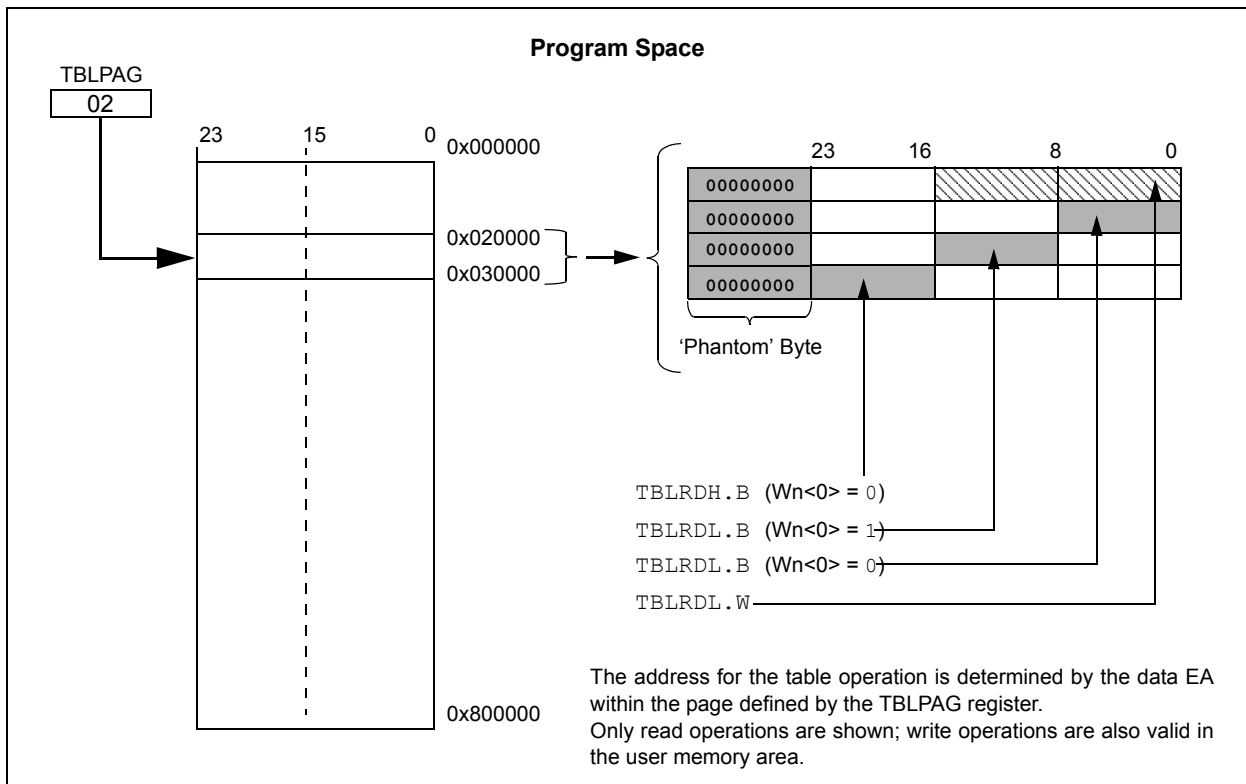 Program Space
TBLPAG
02
23 15 0
0x000000
0x020000
0x030000
0x800000
23 16 8 0
00000000
00000000
00000000
00000000
‘Phantom’ Byte
TBLRDH.B (Wn<0> = 0)
TBLRDL.B (Wn<0> = 1)
TBLRDL.B (Wn<0> = 0)
TBLRDL.W
The address for the table operation is determined by the data EA
within the page defined by the TBLPAG register.
Only read operations are shown; write operations are also valid in
the user memory area.